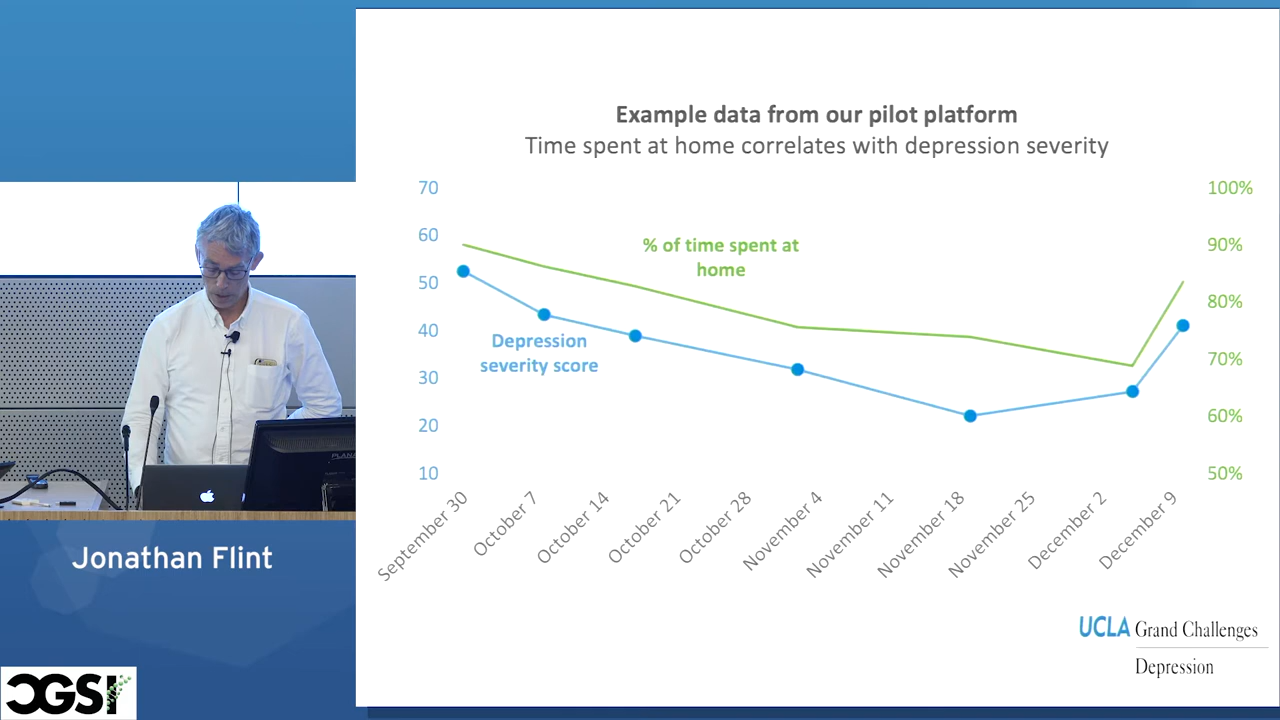 Example data from our pilot platform
Time spent at home correlates with depression severity
70
60
50
40
30
20
10
% of time spent at
home
Depression
severity score
100%
90%
80%
70%
60%
50%
September 30
October 7
October 14
October 21
October 28
November 4
November 11
November 18
November 25
December 2
December 9
UCLA Grand Challenges
Depression
Jonathan Flint
CGSI